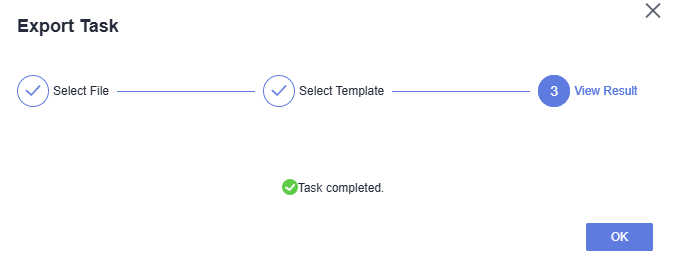 Export Task
Select File
Select Template
3 View Result
Task completed.
OK